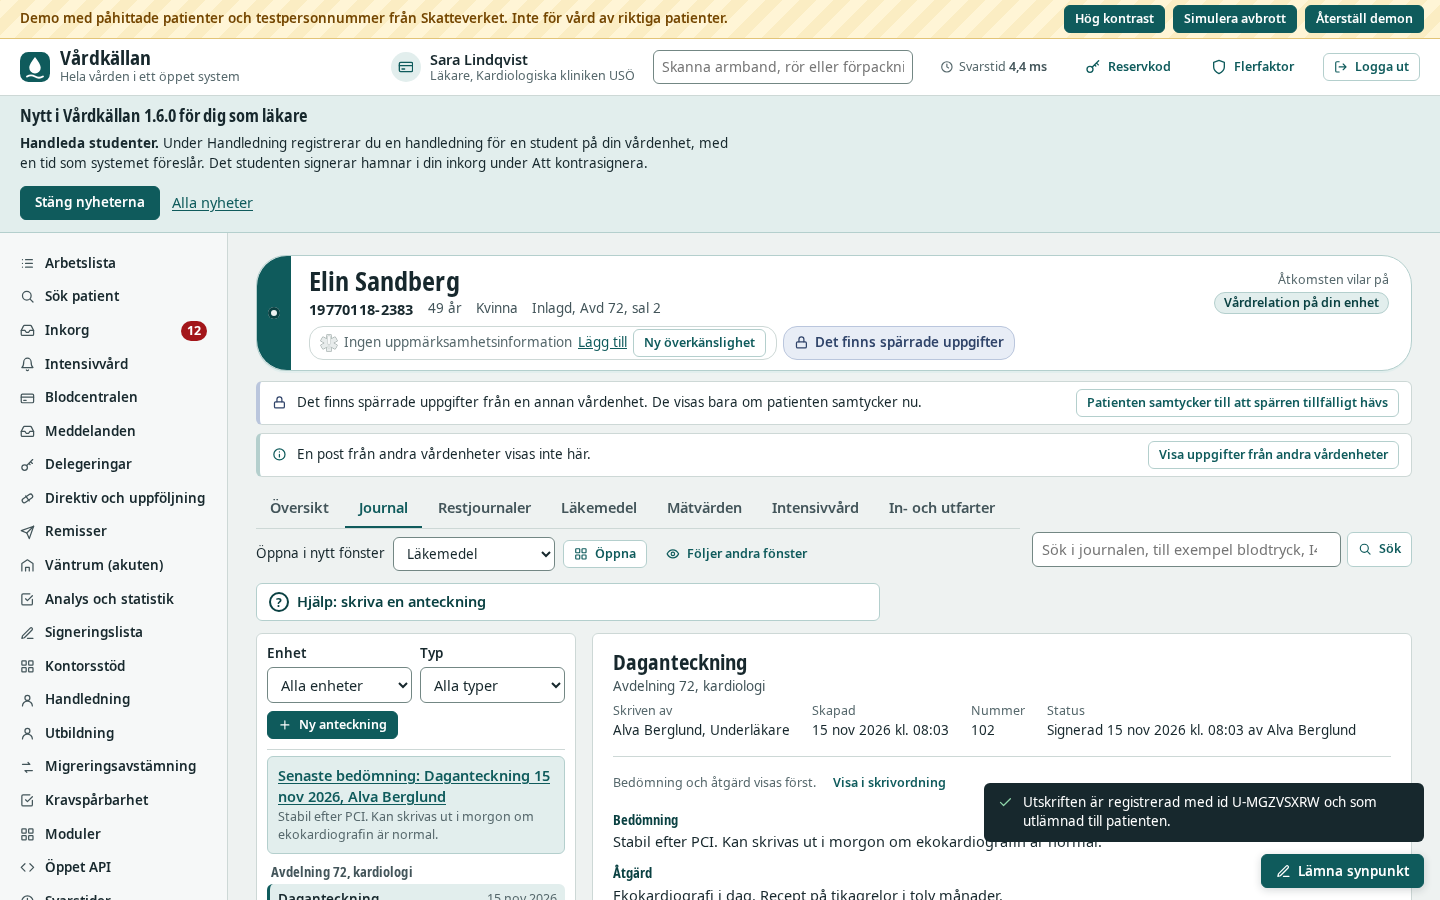 Demo med påhittade patienter och testpersonnummer från Skatteverket. Inte för vård av riktiga patienter.
Hög kontrast
Simulera avbrott
Återställ demon
Vårdkällan
Hela vården i ett öppet system
Sara Lindqvist
Läkare, Kardiologiska kliniken USÖ
Skanna armband, rör eller förpackni
Svarstid 4,4 ms
Reservkod
Flerfaktor
Logga ut
Nytt i Vårdkällan 1.6.0 för dig som läkare
Handleda studenter. Under Handledning registrerar du en handledning för en student på din vårdenhet, med
en tid som systemet föreslår. Det studenten signerar hamnar i din inkorg under Att kontrasignera.
Stäng nyheterna
Alla nyheter
Arbetslista
Sök patient
Inkorg
12
Intensivvård
Blodcentralen
Meddelanden
Delegeringar
Direktiv och uppföljning
Remisser
Väntrum (akuten)
Analys och statistik
Signeringslista
Kontorsstöd
Handledning
Utbildning
Migreringsavstämning
Kravspårbarhet
Moduler
Öppet API
Svarstider
Elin Sandberg
19770118-2383
49 år
Kvinna
Inlagd, Avd 72, sal 2
Ingen uppmärksamhetsinformation
Lägg till
Ny överkänslighet
Det finns spärrade uppgifter
Åtkomsten vilar på
Vårdrelation på din enhet
Det finns spärrade uppgifter från en annan vårdenhet. De visas bara om patienten samtycker nu.
Patienten samtycker till att spärren tillfälligt hävs
En post från andra vårdenheter visas inte här.
Visa uppgifter från andra vårdenheter
Översikt
Journal
Restjournaler
Läkemedel
Mätvärden
Intensivvård
In- och utfarter
Öppna i nytt fönster
Läkemedel
Öppna
Följer andra fönster
Sök i journalen, till exempel blodtryck, I4
Sök
Hjälp: skriva en anteckning
Enhet
Typ
Alla enheter
Alla typer
Ny anteckning
Senaste bedömning: Daganteckning 15
nov 2026, Alva Berglund
Stabil efter PCI. Kan skrivas ut i morgon om
ekokardiografin är normal.
Avdelning 72, kardiologi
Daganteckning
15 nov 2026
Daganteckning
Avdelning 72, kardiologi
Skriven av
Alva Berglund, Underläkare
Skapad
15 nov 2026 kl. 08:03
Nummer
102
Status
Signerad 15 nov 2026 kl. 08:03 av Alva Berglund
Bedömning och åtgärd visas först.
Visa i skrivordning
Bedömning
Stabil efter PCI. Kan skrivas ut i morgon om ekokardiografin är normal.
Åtgärd
Ekokardiografi i dag. Recept på tikagrelor i tolv månader.
Utskriften är registrerad med id U-MGZVSXRW och som
utlämnad till patienten.
Lämna synpunkt